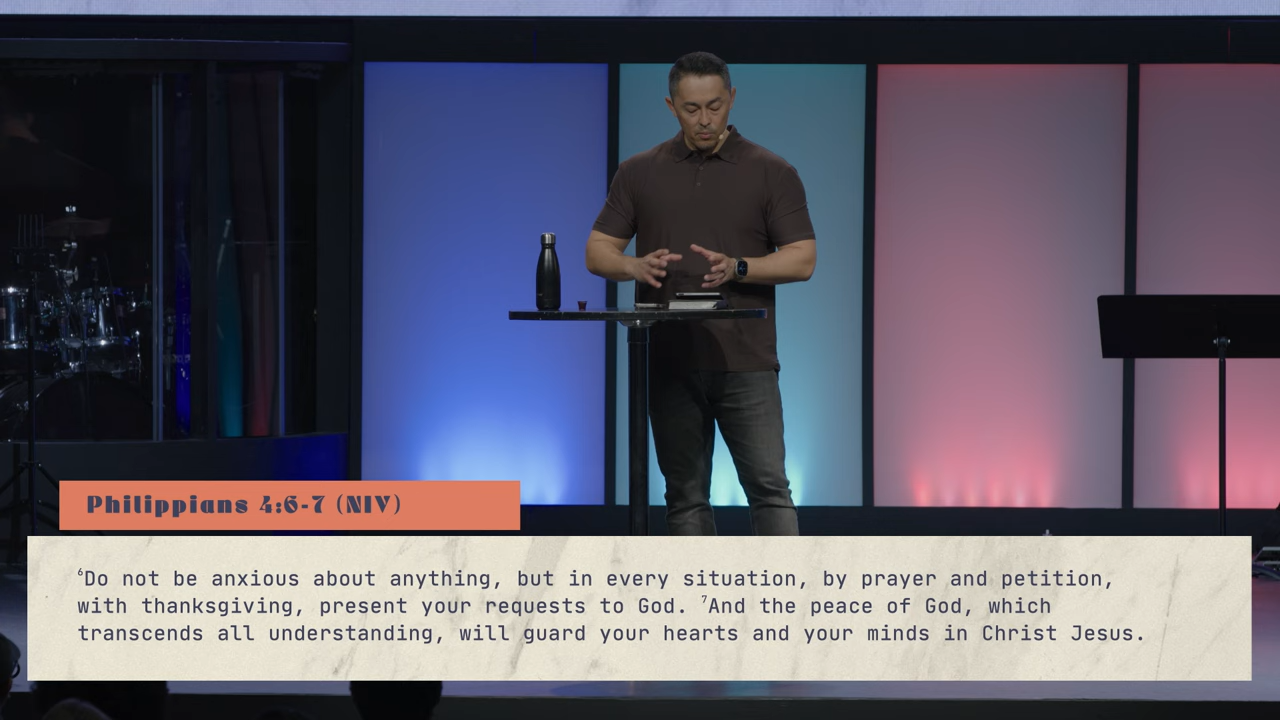 Philippians 4:6-7 (NIV)
⁶Do not be anxious about anything, but in every situation, by prayer and petition,
with thanksgiving, present your requests to God. ⁷And the peace of God, which
transcends all understanding, will guard your hearts and your minds in Christ Jesus.